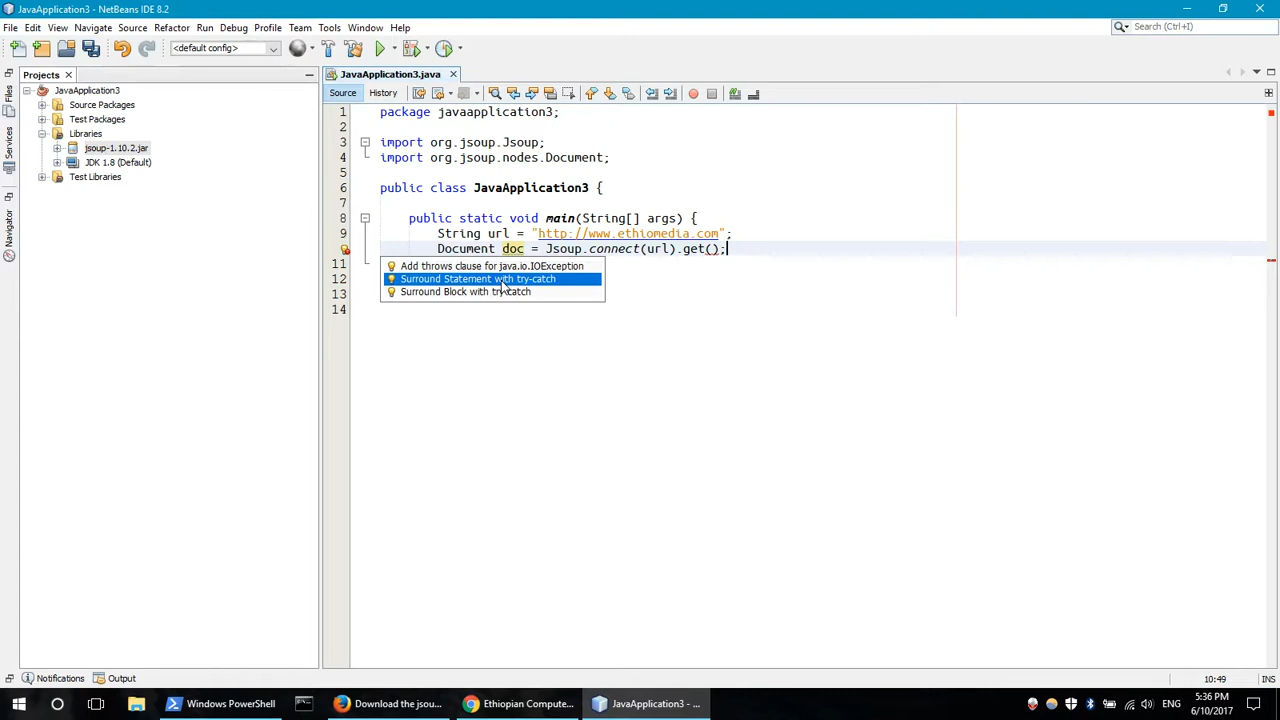 JavaApplication3 - NetBeans IDE 8.2
File Edit View Navigate Source Refactor Run Debug Profile Team Tools Window Help
Search (Ctrl+I)
<default config>
Projects
JavaApplication3.java
Files
Services
Navigator
Source History
JavaApplication3
Source Packages
Test Packages
Libraries
jsoup-1.10.2.jar
JDK 1.8 (Default)
Test Libraries
1 package javaapplication3;
2
3 import org.jsoup.Jsoup;
4 import org.jsoup.nodes.Document;
5
6 public class JavaApplication3 {
7
8 public static void main(String[] args) {
9 String url = "http://www.ethiomedia.com";
Document doc = Jsoup.connect(url).get();
11
12
13
14
Add throws clause for java.io.IOException
Surround Statement with try-catch
Surround Block with try-catch
Notifications Output
10:49 INS
Windows PowerShell
Download the jsou...
Ethiopian Compute...
JavaApplication3 - ...
ENG
5:36 PM
6/10/2017